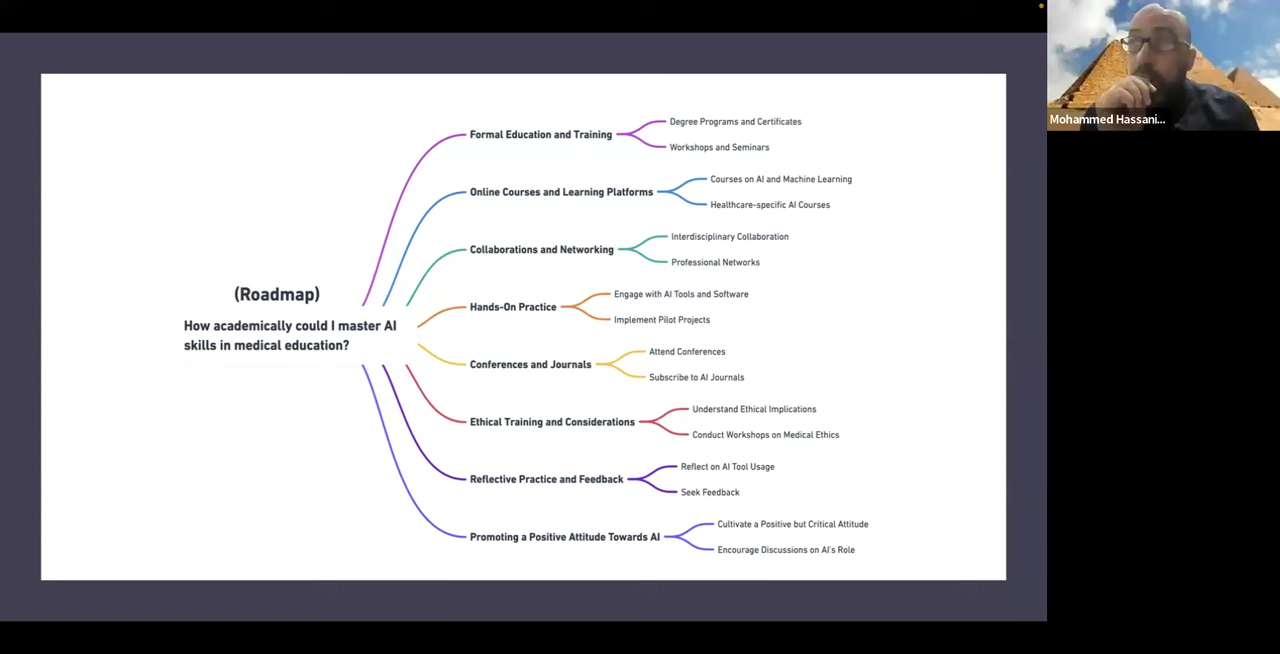 Mohammed Hassani...
(Roadmap)
How academically could I master AI
skills in medical education?
Formal Education and Training
Degree Programs and Certificates
Workshops and Seminars
Online Courses and Learning Platforms
Courses on AI and Machine Learning
Healthcare-specific AI Courses
Collaborations and Networking
Interdisciplinary Collaboration
Professional Networks
Hands-On Practice
Engage with AI Tools and Software
Implement Pilot Projects
Conferences and Journals
Attend Conferences
Subscribe to AI Journals
Ethical Training and Considerations
Understand Ethical Implications
Conduct Workshops on Medical Ethics
Reflective Practice and Feedback
Reflect on AI Tool Usage
Seek Feedback
Promoting a Positive Attitude Towards AI
Cultivate a Positive but Critical Attitude
Encourage Discussions on AI's Role